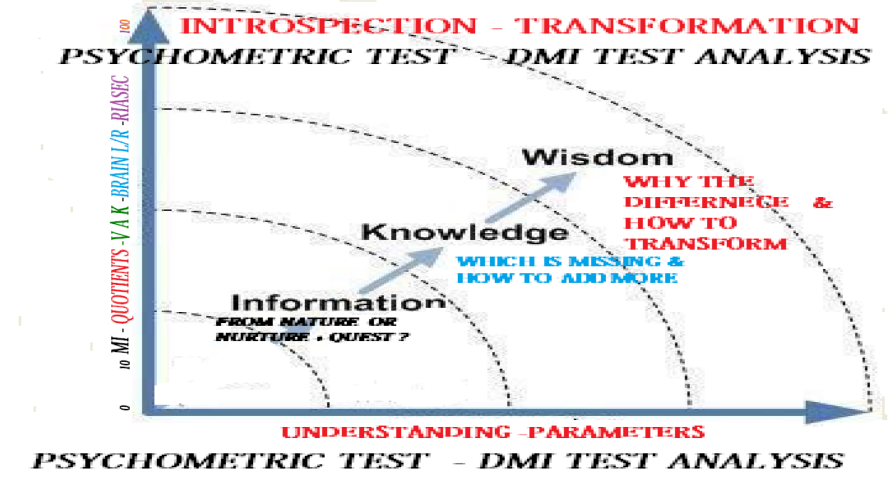 INTROSPECTION - TRANSFORMATION
PSYCHOMETRIC TEST - DMI TEST ANALYSIS
100
MI - QUOTIENTS -V A K -BRAIN L/R -RIASEC
10
0
Wisdom
WHY THE
DIFFERNECE &
HOW TO
TRANSFORM
Knowledge
WHICH IS MISSING &
HOW TO ADD MORE
Information
FROM NATURE OR
NURTURE + QUEST ?
UNDERSTANDING -PARAMETERS
PSYCHOMETRIC TEST - DMI TEST ANALYSIS